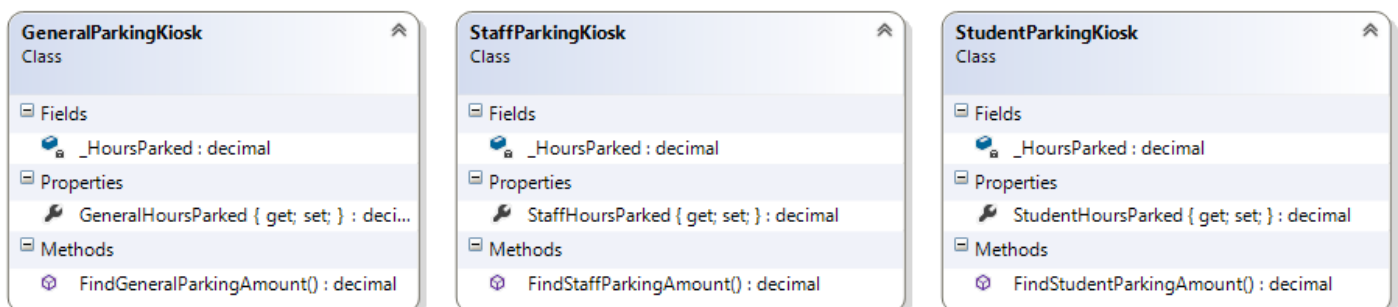 GeneralParkingKiosk
Class
Fields
_HoursParked : decimal
Properties
GeneralHoursParked { get; set; } : deci...
Methods
FindGeneralParkingAmount() : decimal
StaffParkingKiosk
Class
Fields
_HoursParked : decimal
Properties
StaffHoursParked { get; set; } : decimal
Methods
FindStaffParkingAmount() : decimal
StudentParkingKiosk
Class
Fields
_HoursParked : decimal
Properties
StudentHoursParked { get; set; } : decimal
Methods
FindStudentParkingAmount() : decimal